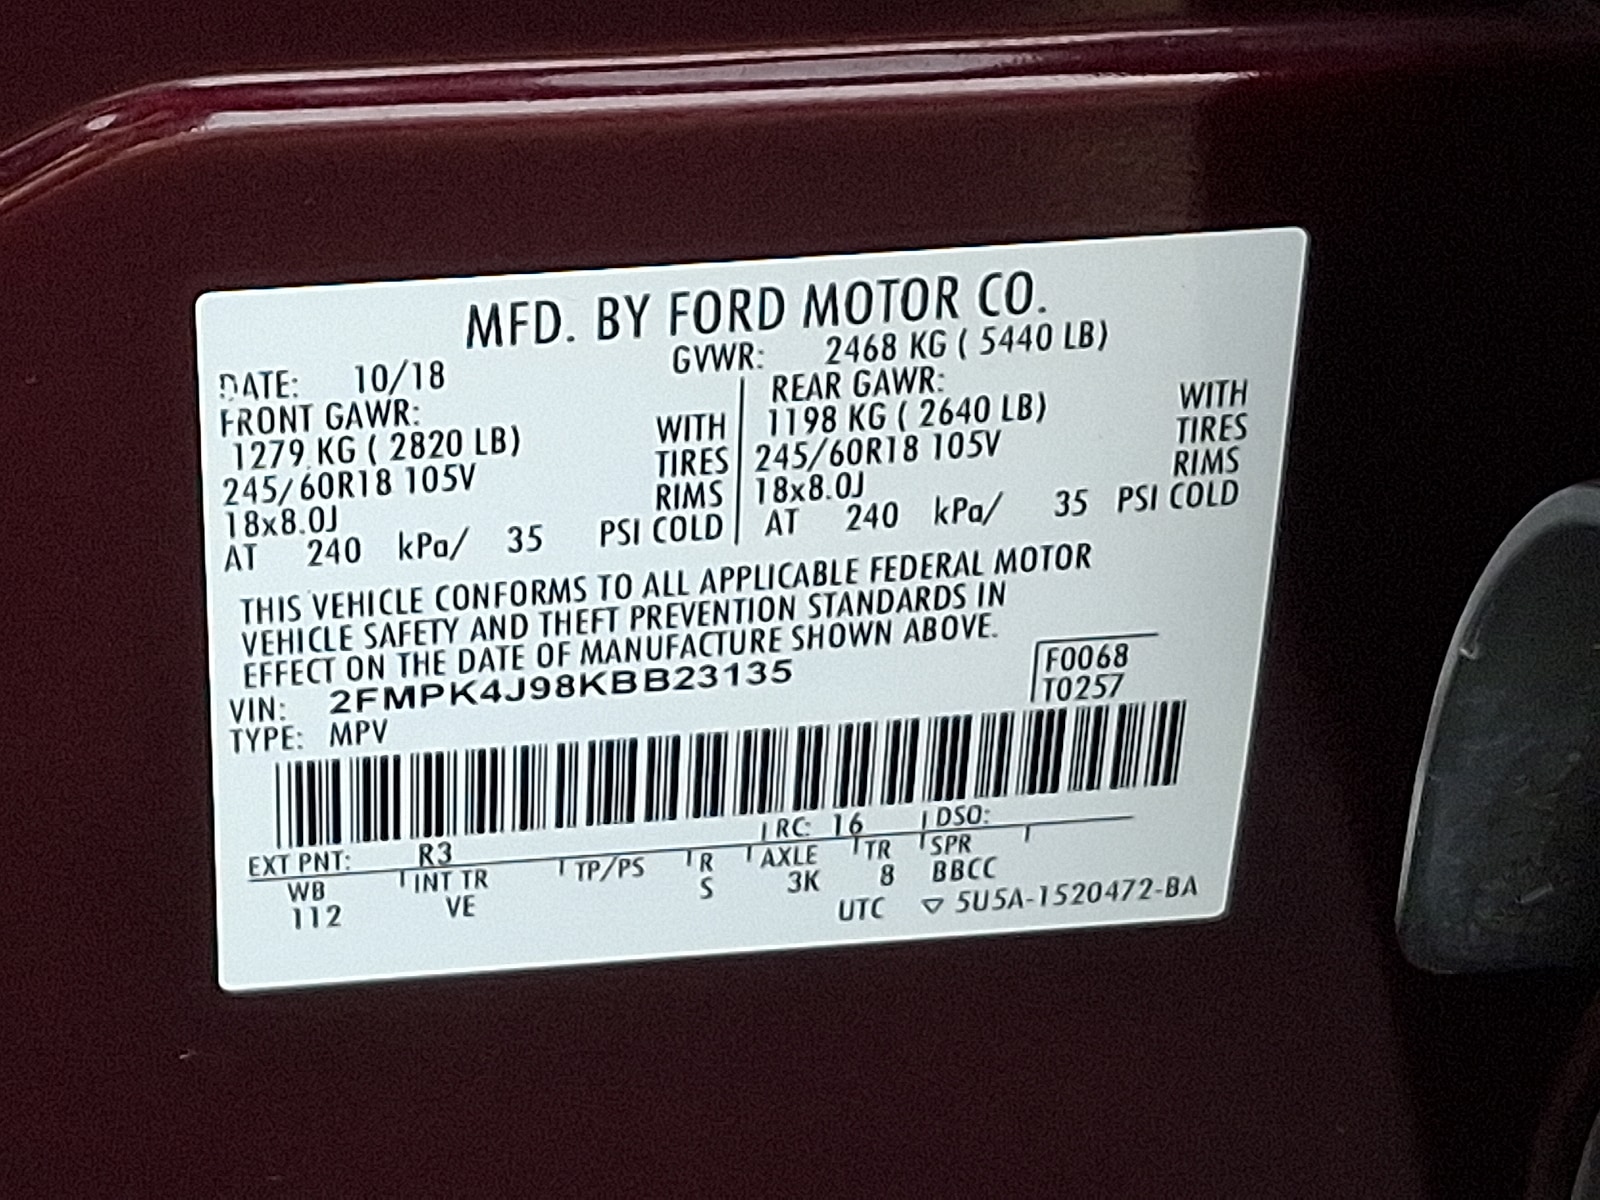 MFD. BY FORD MOTOR CO.
DATE: 10/18 GVWR: 2468 KG ( 5440 LB)
FRONT GAWR: REAR GAWR:
1279 KG ( 2820 LB) WITH 1198 KG ( 2640 LB) WITH
245/60R18 105V TIRES 245/60R18 105V TIRES
18x8.0J RIMS 18x8.0J RIMS
AT 240 kPa/ 35 PSI COLD AT 240 kPa/ 35 PSI COLD
THIS VEHICLE CONFORMS TO ALL APPLICABLE FEDERAL MOTOR
VEHICLE SAFETY AND THEFT PREVENTION STANDARDS IN
EFFECT ON THE DATE OF MANUFACTURE SHOWN ABOVE.
VIN: 2FMPK4J98KBB23135 F0068
TYPE: MPV T0257
EXT PNT: R3 RC: 16 DSO:
WB INT TR TP/PS R AXLE TR SPR
112 VE S 3K 8 BBCC
UTC ▽ 5U5A-1520472-BA